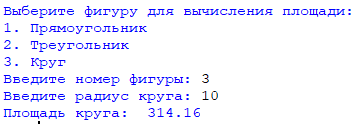 Выберите фигуру для вычисления площади:
1. Прямоугольник
2. Треугольник
3. Круг
Введите номер фигуры: 3
Введите радиус круга: 10
Площадь круга:  314.16